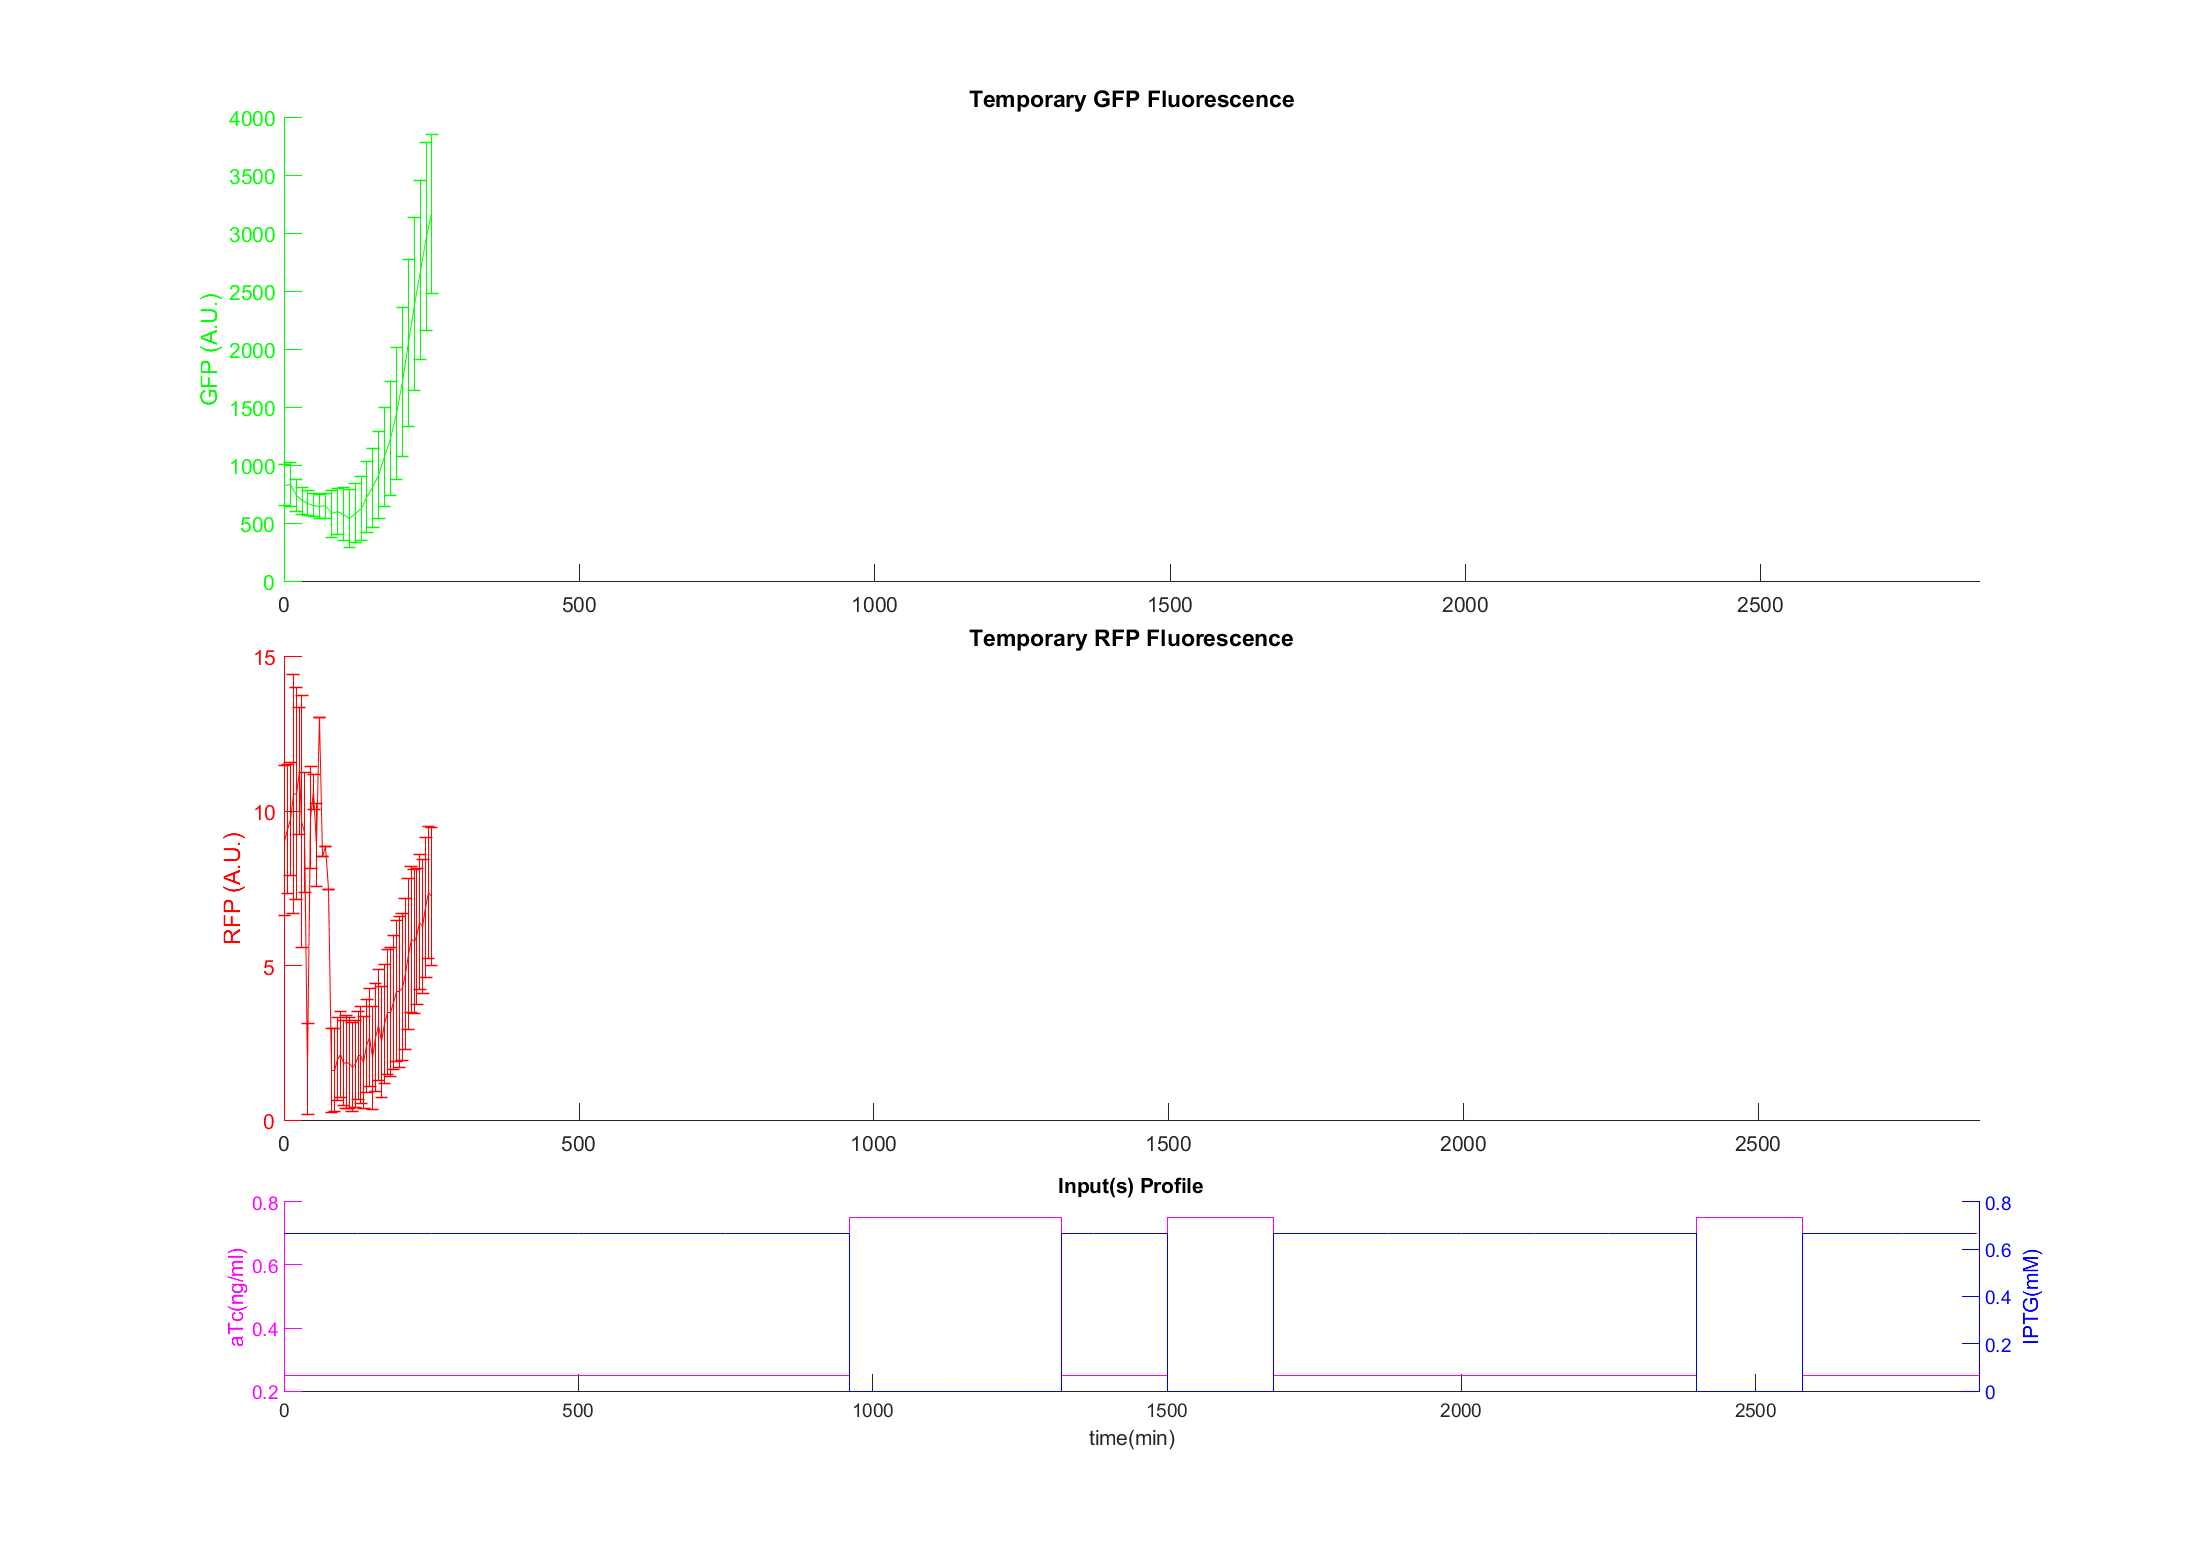 Temporary GFP Fluorescence
4000
3500
3000
2500
2000
1500
1000
500
0
GFP (A.U.)
0 500 1000 1500 2000 2500
Temporary RFP Fluorescence
15
10
5
0
RFP (A.U.)
0 500 1000 1500 2000 2500
Input(s) Profile
0.8
0.6
0.4
0.2
aTc(ng/ml)
0.8
0.6
0.4
0.2
0
IPTG(mM)
0 500 1000 1500 2000 2500
time(min)